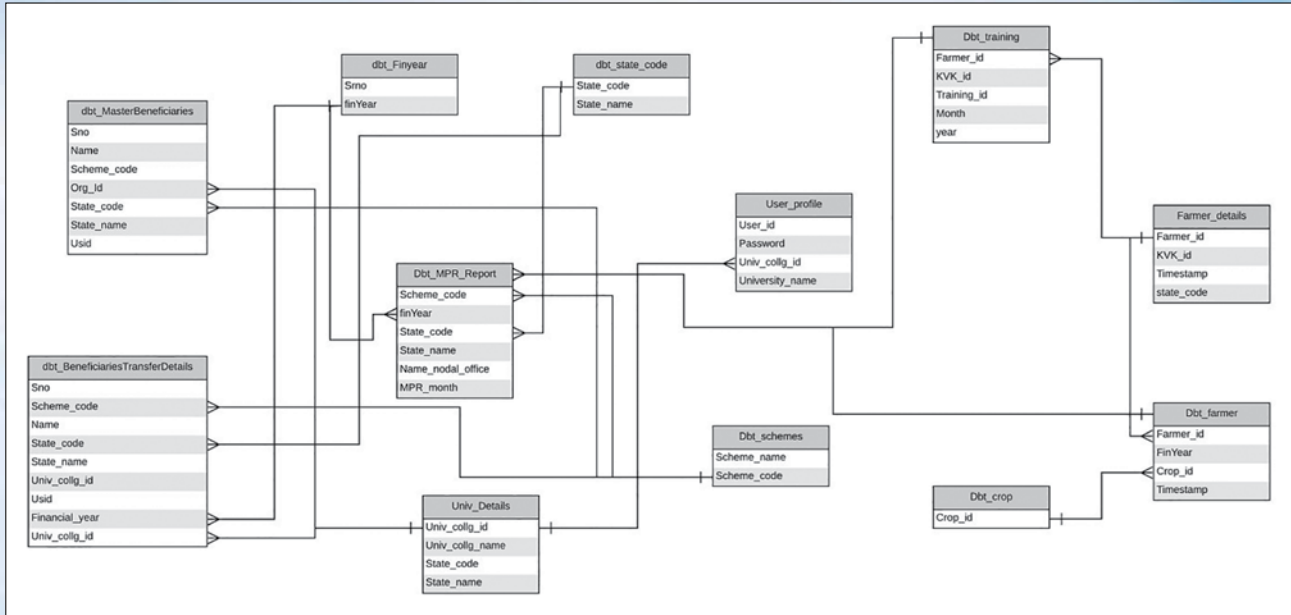 dbt_Finyear
Srno
finYear
dbt_state_code
State_code
State_name
Dbt_training
Farmer_id
KVK_id
Training_id
Month
year
dbt_MasterBeneficiaries
Sno
Name
Scheme_code
Org_Id
State_code
State_name
Usid
User_profile
User_id
Password
Univ_collg_id
University_name
Farmer_details
Farmer_id
KVK_id
Timestamp
state_code
Dbt_MPR_Report
Scheme_code
finYear
State_code
State_name
Name_nodal_office
MPR_month
dbt_BeneficiariesTransferDetails
Sno
Scheme_code
Name
State_code
State_name
Univ_collg_id
Usid
Financial_year
Univ_collg_id
Dbt_schemes
Scheme_name
Scheme_code
Dbt_farmer
Farmer_id
FinYear
Crop_id
Timestamp
Univ_Details
Univ_collg_id
Univ_collg_name
State_code
State_name
Dbt_crop
Crop_id